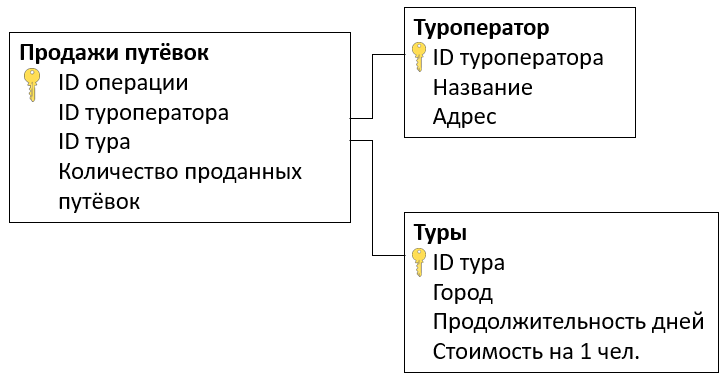 Продажи путёвок
ID операции
ID туроператора
ID тура
Количество проданных
путёвок
Туроператор
ID туроператора
Название
Адрес
Туры
ID тура
Город
Продолжительность дней
Стоимость на 1 чел.